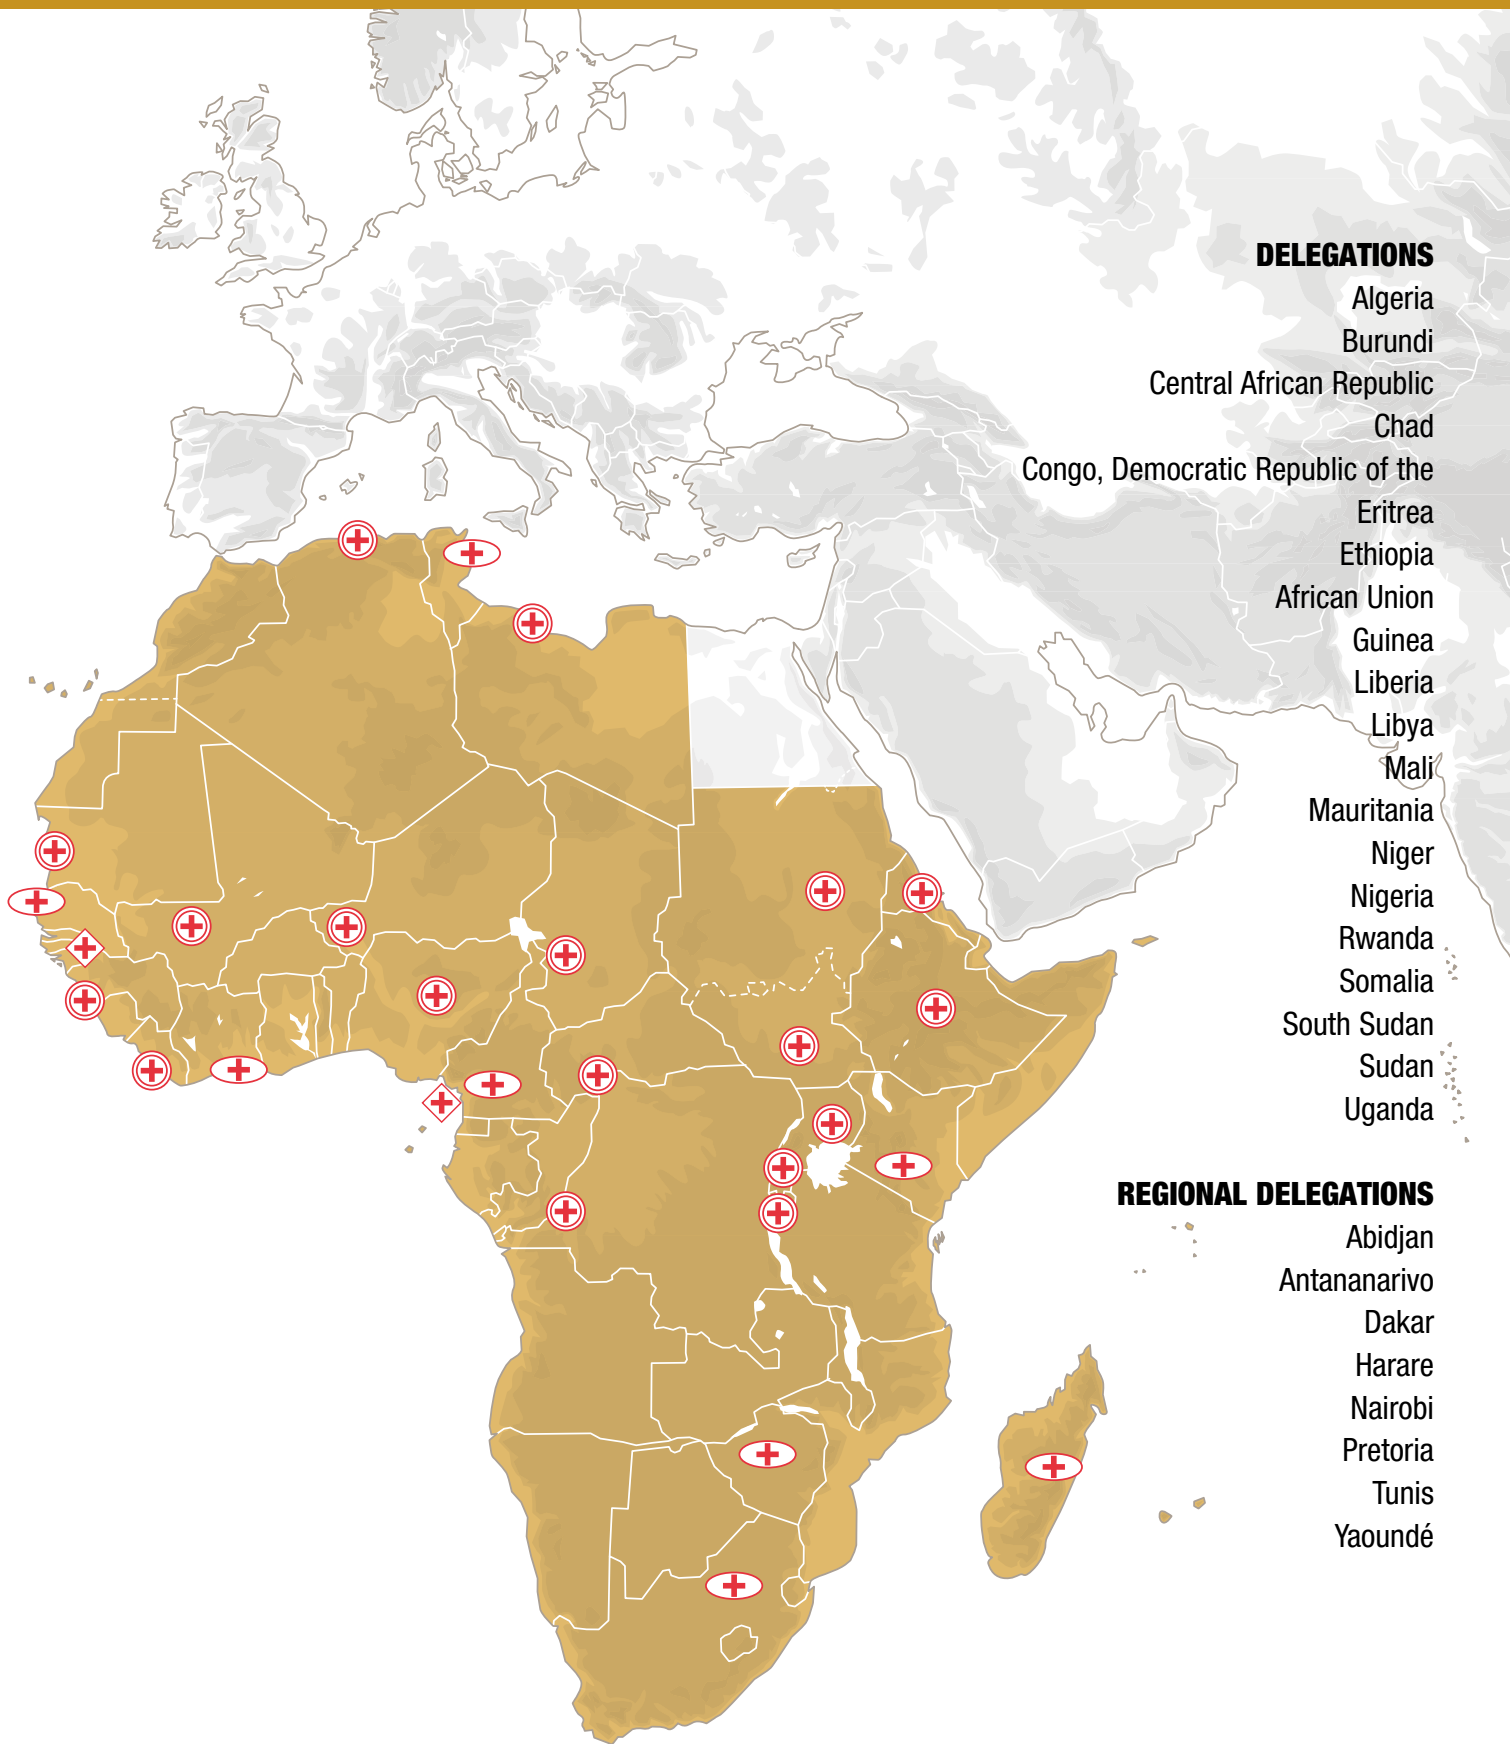 DELEGATIONS
Algeria
Burundi
Central African Republic
Chad
Congo, Democratic Republic of the
Eritrea
Ethiopia
African Union
Guinea
Liberia
Libya
Mali
Mauritania
Niger
Nigeria
Rwanda
Somalia
South Sudan
Sudan
Uganda
REGIONAL DELEGATIONS
Abidjan
Antananarivo
Dakar
Harare
Nairobi
Pretoria
Tunis
Yaoundé